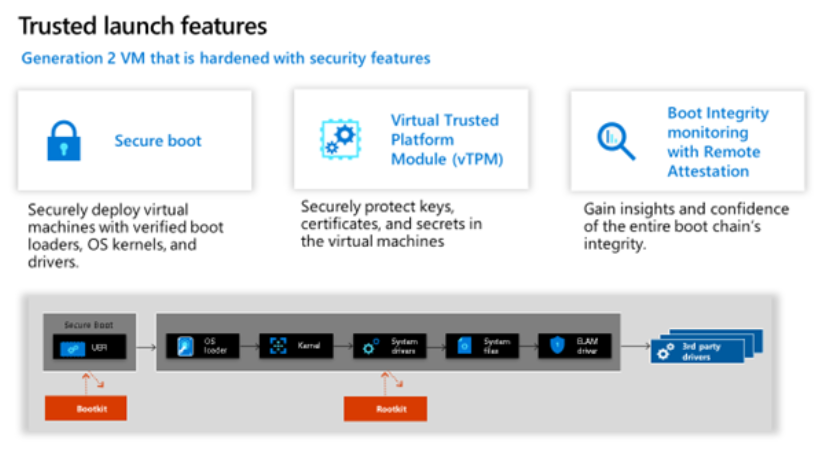 Trusted launch features
Generation 2 VM that is hardened with security features
Secure boot
Virtual Trusted
Platform
Module (vTPM)
Boot Integrity
monitoring
with Remote
Attestation
Securely deploy virtual
machines with verified boot
loaders, OS kernels, and
drivers.
Securely protect keys,
certificates, and secrets in
the virtual machines
Gain insights and confidence
of the entire boot chain's
integrity.
Secure Boot
UEFI
OS
loader
Kernel
System
drivers
System
files
ELAM
driver
3rd party
drivers
Bootkit
Rootkit